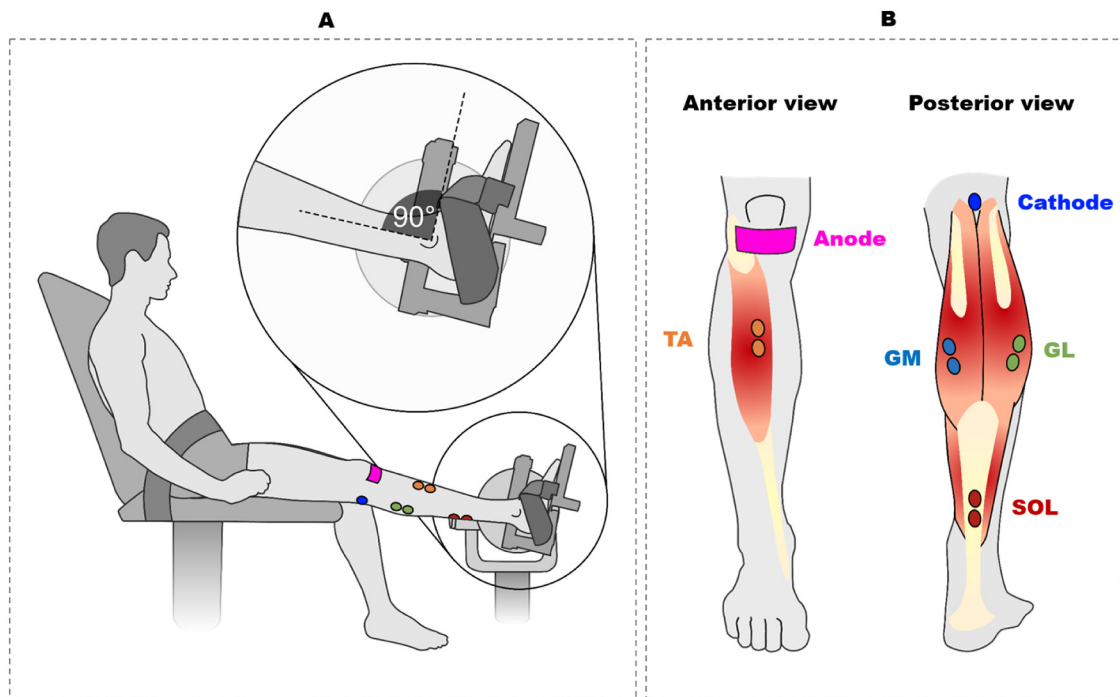 A
90°
B
Anterior view
Posterior view
Cathode
Anode
TA
GM
GL
SOL